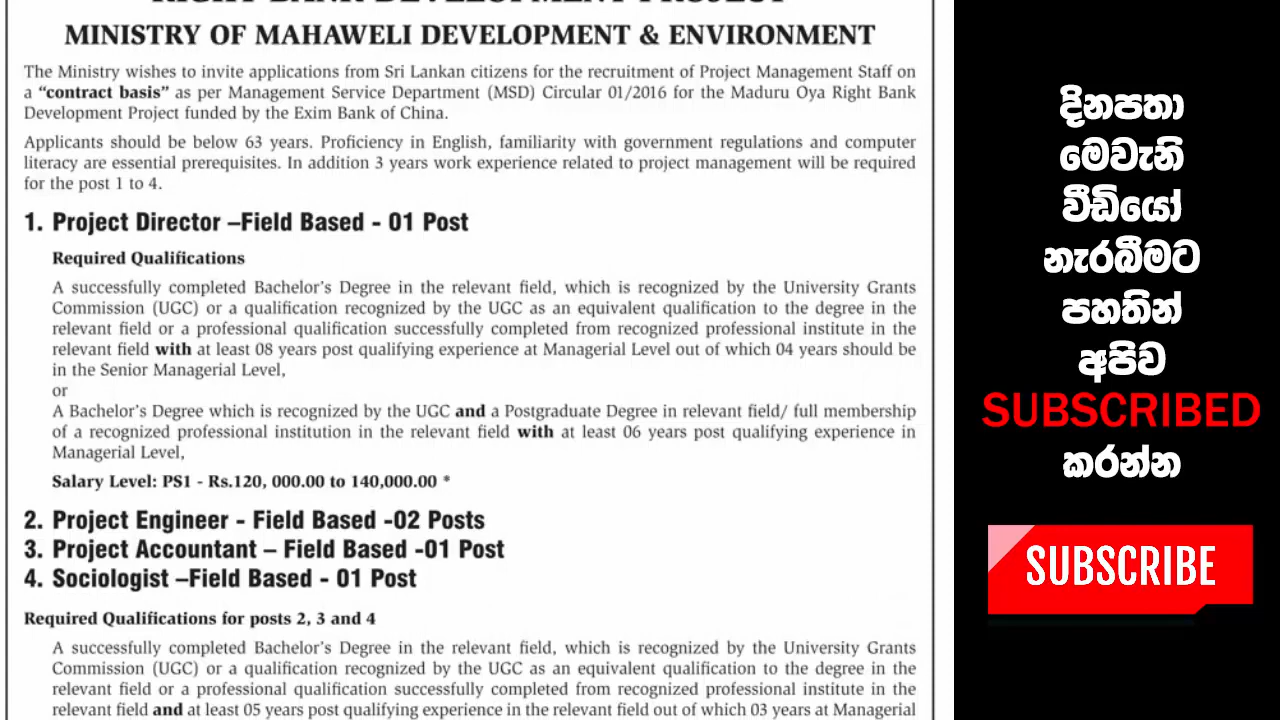 RIGHT BANK DEVELOPMENT PROJECT
MINISTRY OF MAHAWELI DEVELOPMENT & ENVIRONMENT
The Ministry wishes to invite applications from Sri Lankan citizens for the recruitment of Project Management Staff on
a “contract basis” as per Management Service Department (MSD) Circular 01/2016 for the Maduru Oya Right Bank
Development Project funded by the Exim Bank of China.
Applicants should be below 63 years. Proficiency in English, familiarity with government regulations and computer
literacy are essential prerequisites. In addition 3 years work experience related to project management will be required
for the post 1 to 4.
1. Project Director –Field Based - 01 Post
Required Qualifications
A successfully completed Bachelor’s Degree in the relevant field, which is recognized by the University Grants
Commission (UGC) or a qualification recognized by the UGC as an equivalent qualification to the degree in the
relevant field or a professional qualification successfully completed from recognized professional institute in the
relevant field with at least 08 years post qualifying experience at Managerial Level out of which 04 years should be
in the Senior Managerial Level,
or
A Bachelor’s Degree which is recognized by the UGC and a Postgraduate Degree in relevant field/ full membership
of a recognized professional institution in the relevant field with at least 06 years post qualifying experience in
Managerial Level,
Salary Level: PS1 - Rs.120, 000.00 to 140,000.00 *
2. Project Engineer - Field Based -02 Posts
3. Project Accountant – Field Based -01 Post
4. Sociologist –Field Based - 01 Post
Required Qualifications for posts 2, 3 and 4
A successfully completed Bachelor’s Degree in the relevant field, which is recognized by the University Grants
Commission (UGC) or a qualification recognized by the UGC as an equivalent qualification to the degree in the
relevant field or a professional qualification successfully completed from recognized professional institute in the
relevant field and at least 05 years post qualifying experience in the relevant field out of which 03 years at Managerial
දිනපතා
මෙවැනි
වීඩියෝ
නැරබීමට
පහතින්
අපිව
SUBSCRIBED
කරන්න
SUBSCRIBE